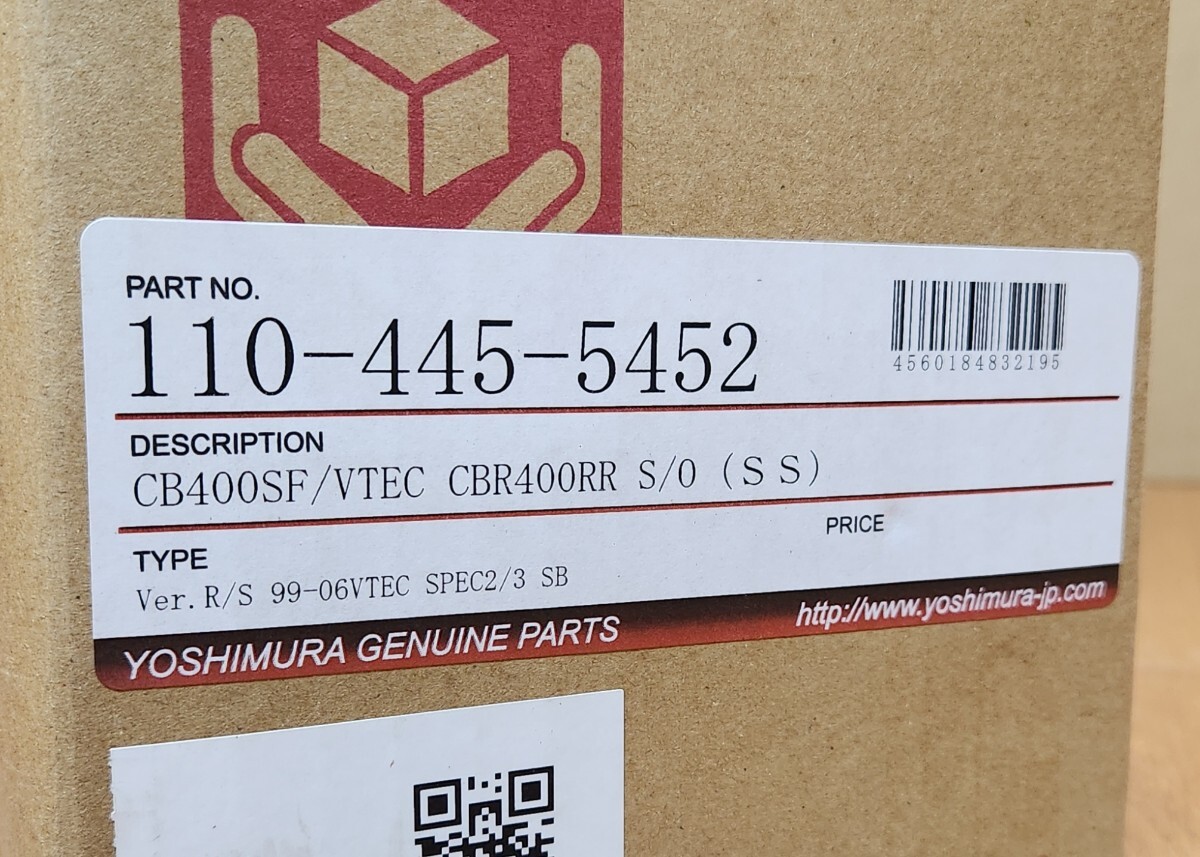 PART NO.
110-445-5452
4560184832195
DESCRIPTION
CB400SF/VTEC CBR400RR S/O (ＳＳ)
PRICE
TYPE
Ver.R/S 99-06VTEC SPEC2/3 SB
YOSHIMURA GENUINE PARTS
http://www.yoshimura-jp.com